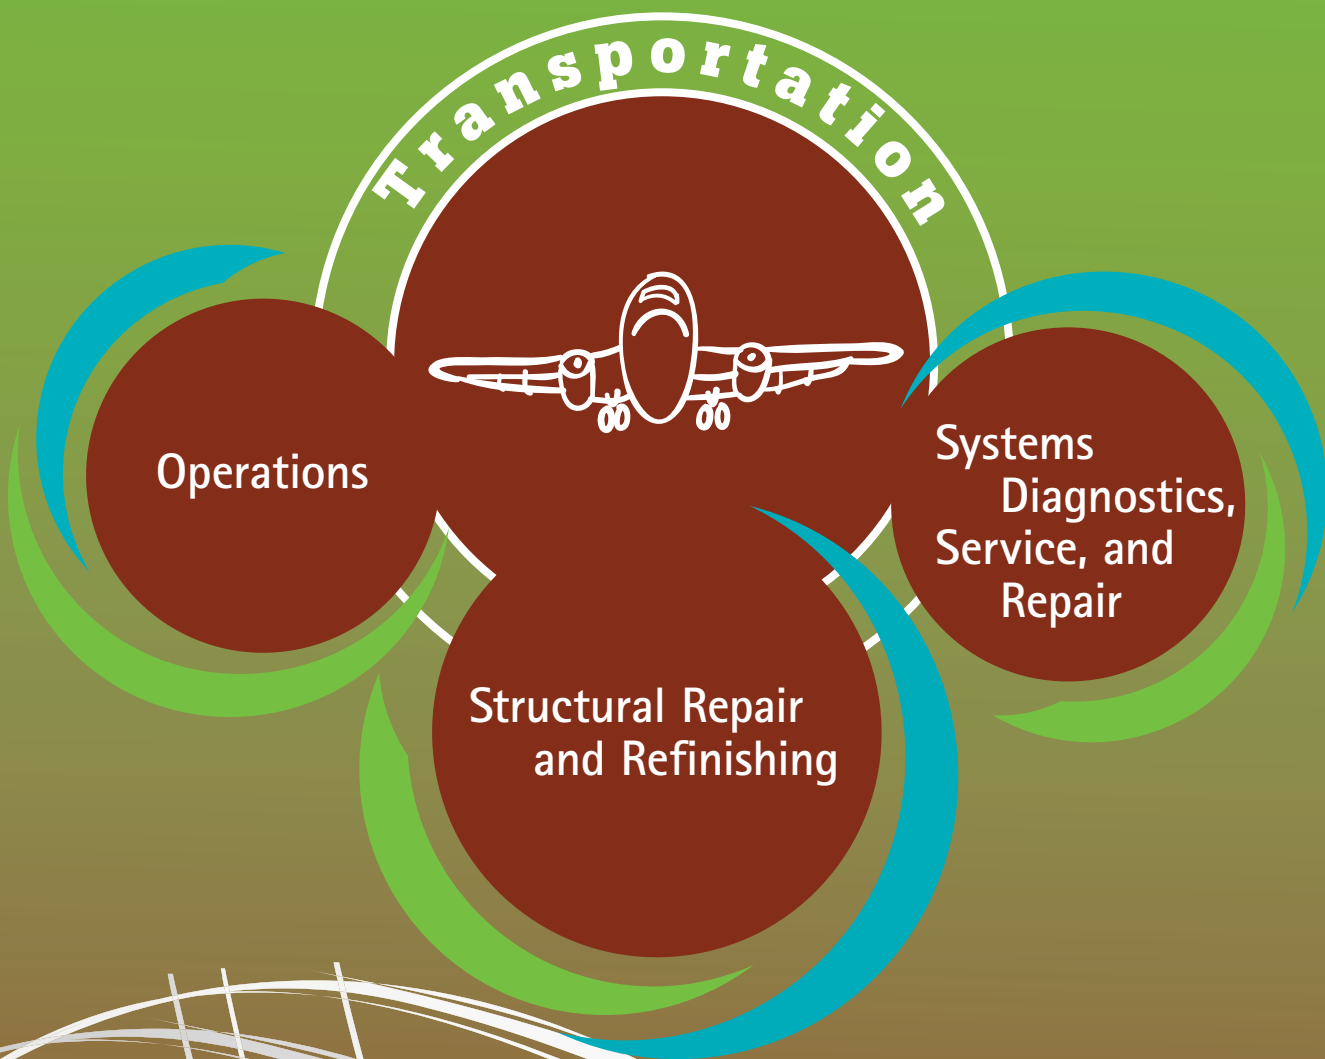 Transportation
Operations
Systems
Diagnostics,
Service, and
Repair
Structural Repair
and Refinishing